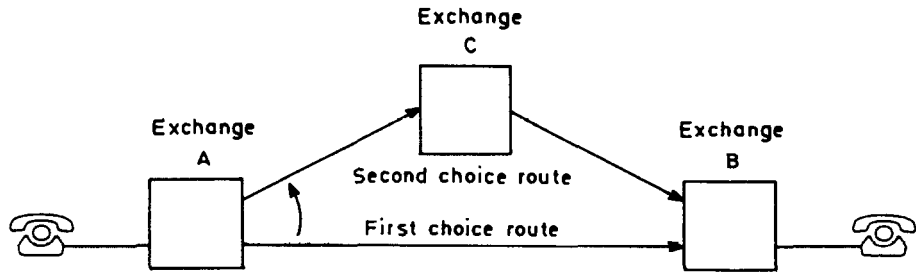 Exchange
C
Exchange
A
Exchange
B
Second choice route
First choice route